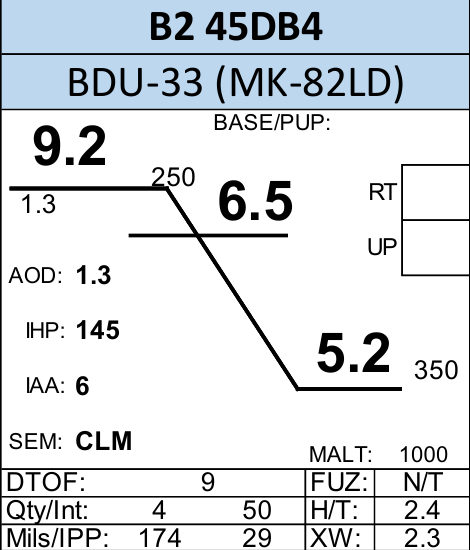 B2 45DB4
BDU-33 (MK-82LD)
BASE/PUP:
9.2
250
1.3
6.5
RT
UP
AOD: 1.3
IHP: 145
IAA: 6
5.2
350
SEM: CLM
MALT: 1000
DTOF: 9 FUZ: N/T
Qty/Int: 4 50 H/T: 2.4
Mils/IPP: 174 29 XW: 2.3